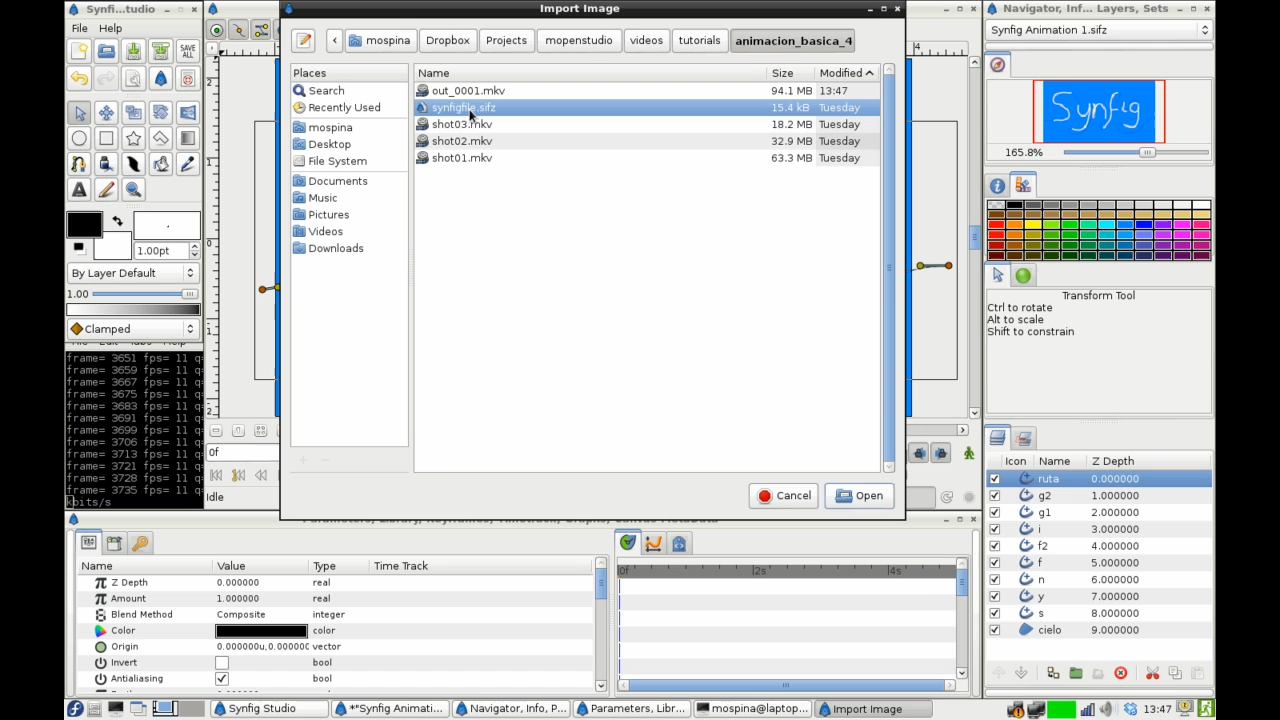 Synfi...tudio
File Help
SAVE ALL
1.00pt
By Layer Default
1.00
Clamped
frame= 3651 fps= 11 q=
frame= 3659 fps= 11 q=
frame= 3667 fps= 11 q=
frame= 3675 fps= 11 q=
frame= 3683 fps= 11 q=
frame= 3691 fps= 11 q=
frame= 3699 fps= 11 q=
frame= 3706 fps= 11 q=
frame= 3713 fps= 11 q=
frame= 3721 fps= 11 q=
frame= 3728 fps= 11 q=
frame= 3735 fps= 11 q=
kbits/s
0f
Idle
Import Image
mospina Dropbox Projects mopenstudio videos tutorials animacion_basica_4
Places
Search
Recently Used
mospina
Desktop
File System
Documents
Music
Pictures
Videos
Downloads
Name Size Modified
out_0001.mkv 94.1 MB 13:47
synfigfile.sifz 15.4 kB Tuesday
shot03.mkv 18.2 MB Tuesday
shot02.mkv 32.9 MB Tuesday
shot01.mkv 63.3 MB Tuesday
Cancel Open
Navigator, Inf... Layers, Sets
Synfig Animation 1.sifz
Synfig
165.8%
Transform Tool
Ctrl to rotate
Alt to scale
Shift to constrain
Icon Name Z Depth
ruta 0.000000
g2 1.000000
g1 2.000000
i 3.000000
f2 4.000000
f 5.000000
n 6.000000
y 7.000000
s 8.000000
cielo 9.000000
Name Value Type Time Track
Z Depth 0.000000 real
Amount 1.000000 real
Blend Method Composite integer
Color color
Origin 0.000000u,0.000000 vector
Invert bool
Antialiasing bool
0f 2s 4s
Synfig Studio *"Synfig Animati... Navigator, Info, P... Parameters, Libr... mospina@laptop... Import Image 13:47